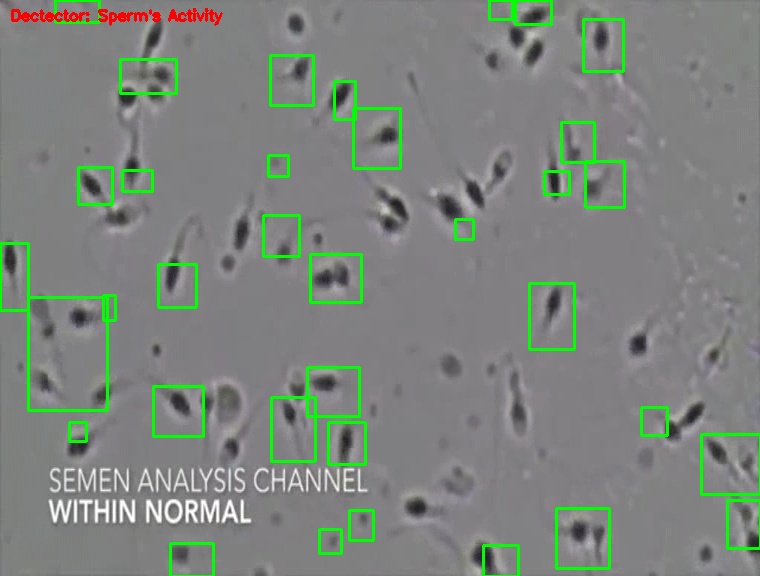 Dectector: Sperm's Activity
SEMEN ANALYSIS CHANNEL
WITHIN NORMAL